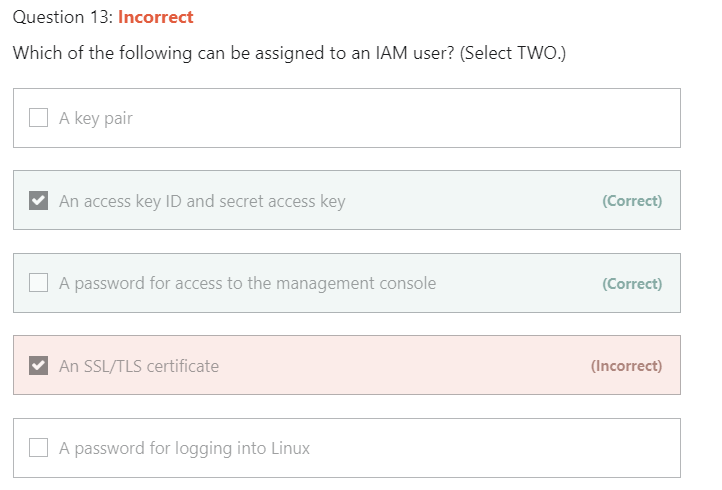 Question 13: Incorrect
Which of the following can be assigned to an IAM user? (Select TWO.)
A key pair
An access key ID and secret access key (Correct)
A password for access to the management console (Correct)
An SSL/TLS certificate (Incorrect)
A password for logging into Linux